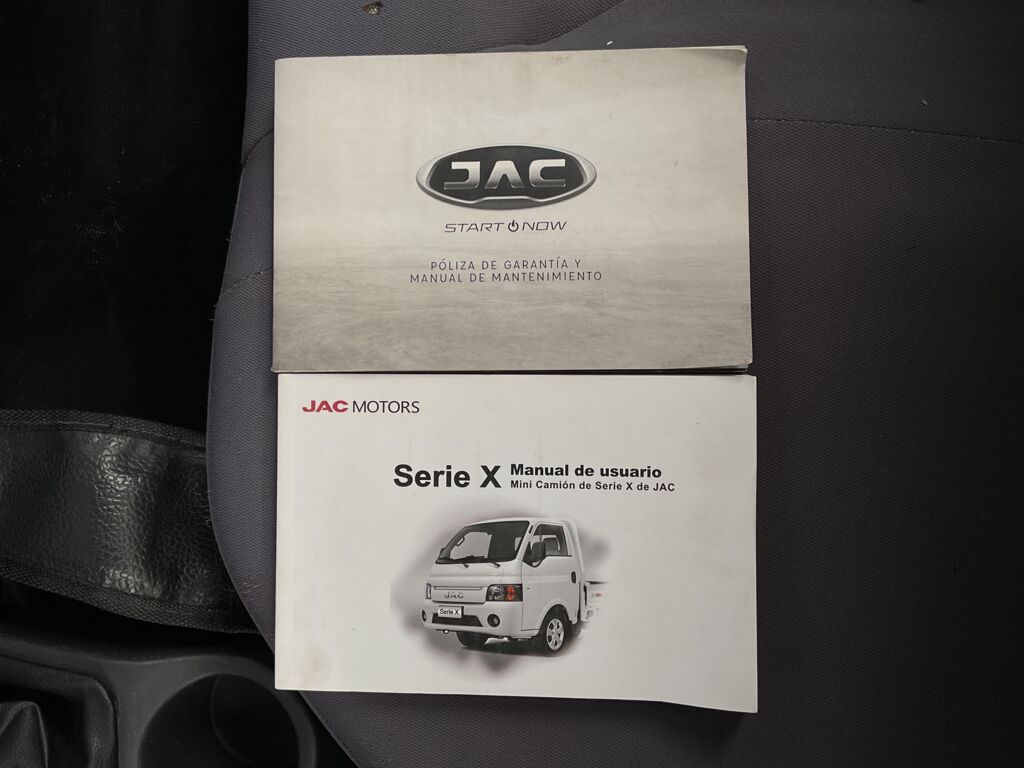 JAC
START NOW
PÓLIZA DE GARANTÍA Y
MANUAL DE MANTENIMIENTO
JAC MOTORS
Serie X
Manual de usuario
Mini Camión de Serie X de JAC
JAC
Serie X